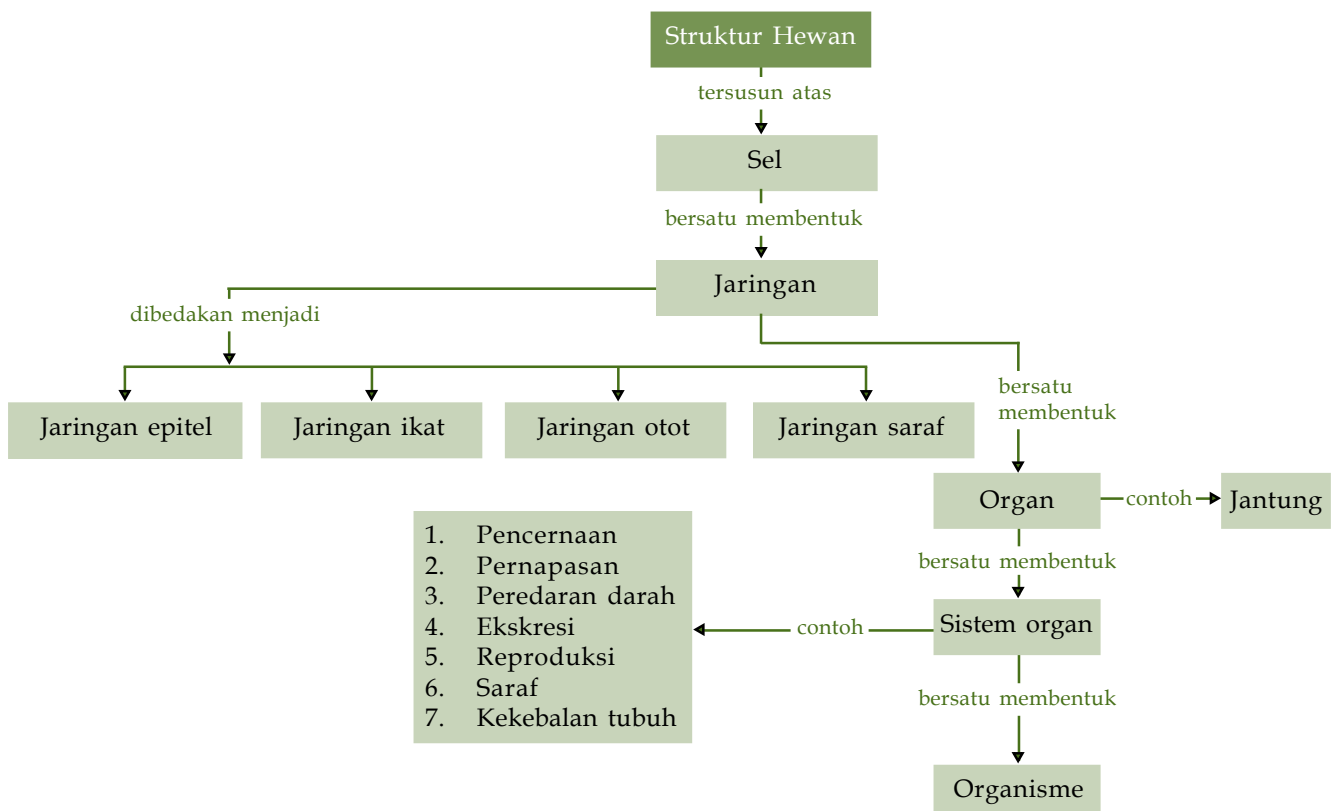 Struktur Hewan
tersusun atas
Sel
bersatu membentuk
Jaringan
dibedakan menjadi
Jaringan epitel
Jaringan ikat
Jaringan otot
Jaringan saraf
bersatu
membentuk
Organ
contoh
Jantung
bersatu membentuk
Sistem organ
contoh
1. Pencernaan
2. Pernapasan
3. Peredaran darah
4. Ekskresi
5. Reproduksi
6. Saraf
7. Kekebalan tubuh
bersatu membentuk
Organisme